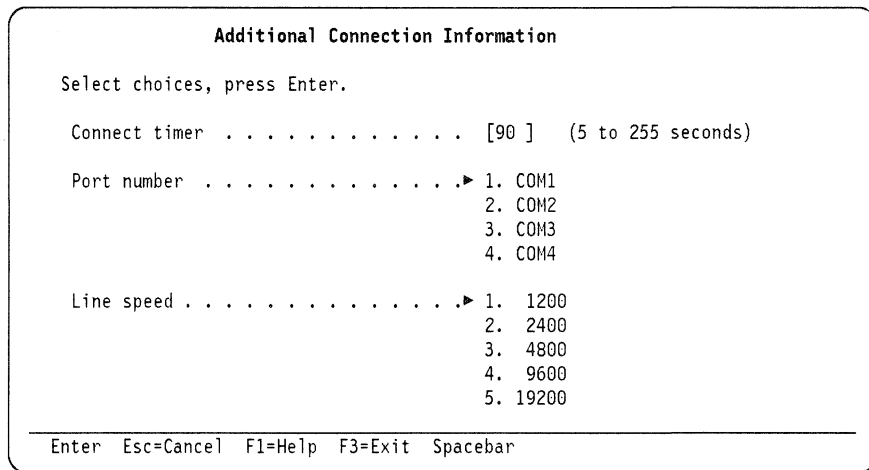 Additional Connection Information
Select choices, press Enter.
Connect timer . . . . . . . . . . . . . [90 ] (5 to 255 seconds)
Port number . . . . . . . . . . . . . .► 1. COM1
2. COM2
3. COM3
4. COM4
Line speed . . . . . . . . . . . . . . .► 1. 1200
2. 2400
3. 4800
4. 9600
5. 19200
Enter Esc=Cancel F1=Help F3=Exit Spacebar